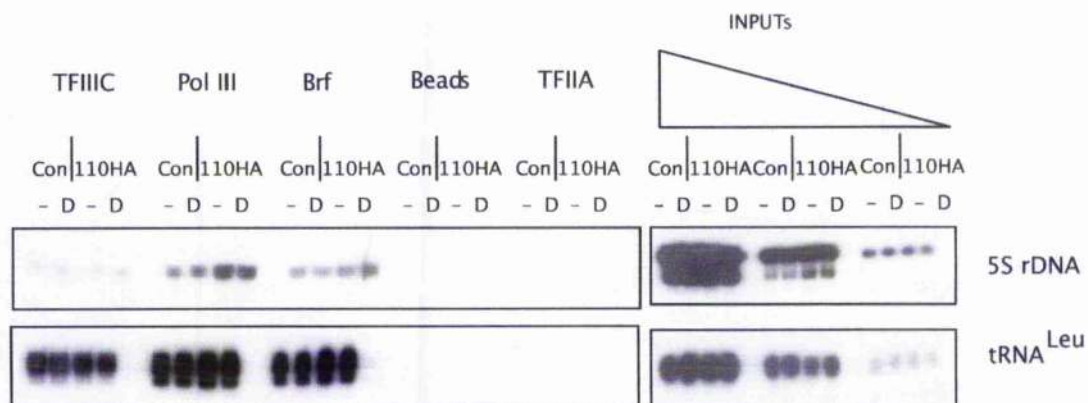 INPUTs
TFIIIC Pol III Brf Beads TFIIA
Con 110HA Con 110HA Con 110HA Con 110HA Con 110HA Con 110HA Con 110HA Con 110HA
- D - D - D - D - D - D - D - D - D - D - D - D - D - D - D - D
5S rDNA
tRNA Leu